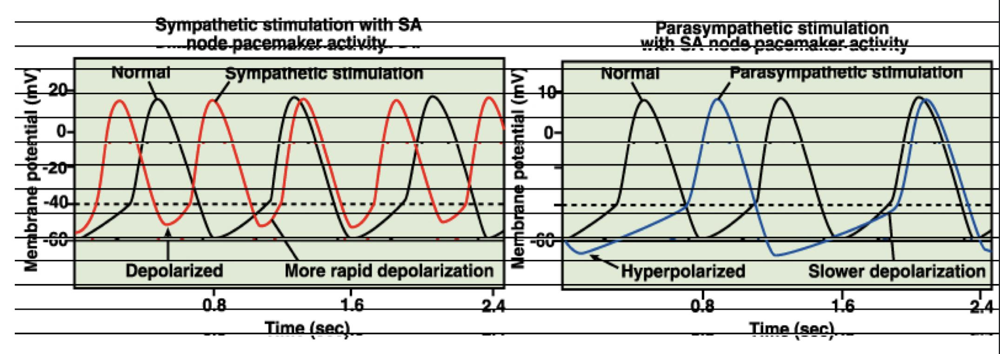 Sympathetic stimulation with SA
node pacemaker activity
Normal
Sympathetic stimulation
Membrane potential (mV)
20
0
-20
-40
-60
Depolarized
More rapid depolarization
0.8
1.6
2.4
Time (sec)
Parasympathetic stimulation
with SA node pacemaker activity
Normal
Parasympathetic stimulation
Membrane potential (mV)
10
0
-60
Hyperpolarized
Slower depolarization
0.8
1.6
2.4
Time (sec)